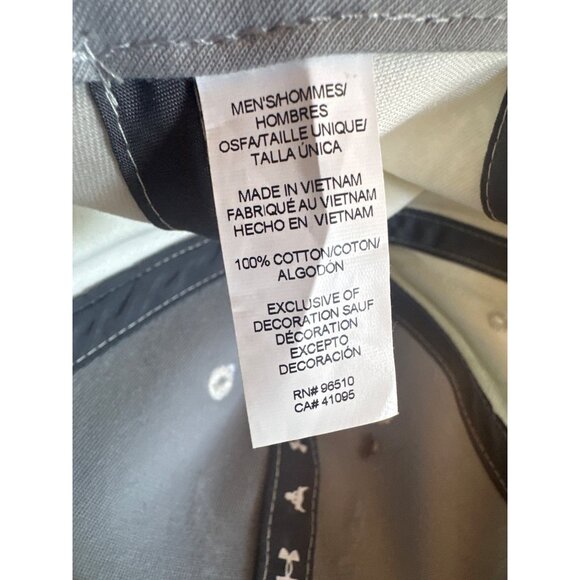 MEN'S/HOMMES/
HOMBRES
OSFA/TAILLE UNIQUE/
TALLA ÚNICA
MADE IN VIETNAM
FABRIQUÉ AU VIETNAM
HECHO EN VIETNAM
100% COTTON/COTON/
ALGODÓN
EXCLUSIVE OF
DECORATION SAUF
DÉCORATION
EXCEPTO
DECORACIÓN
RN# 96510
CA# 41095